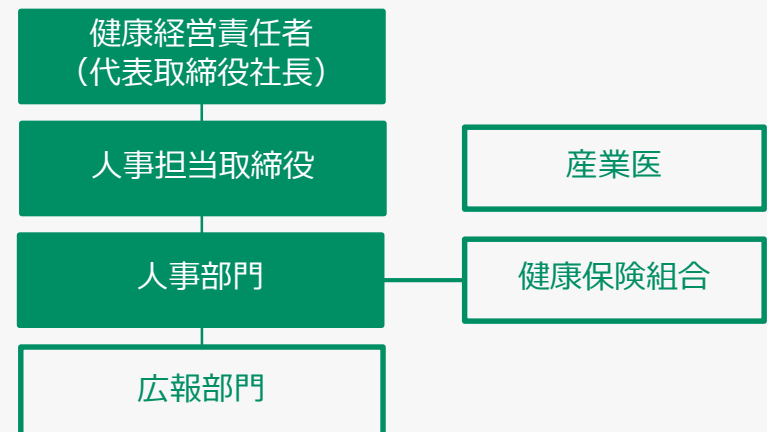 健康経営責任者
（代表取締役社長）
人事担当取締役
産業医
人事部門
健康保険組合
広報部門